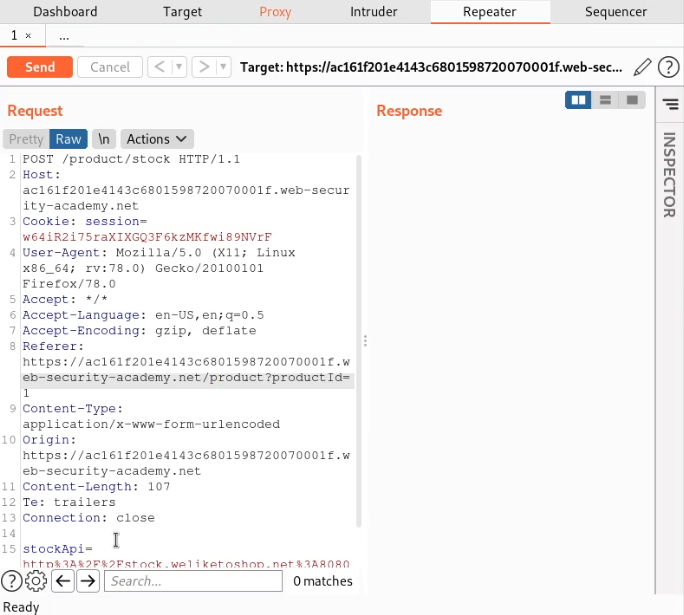 Dashboard Target Proxy Intruder Repeater Sequencer
1 × ...
Send Cancel < > Target: https://ac161f201e4143c6801598720070001f.web-sec... ?
Request
Response
Pretty Raw \n Actions
INSPECTOR
1 POST /product/stock HTTP/1.1
2 Host:
ac161f201e4143c6801598720070001f.web-secur
ity-academy.net
3 Cookie: session=
w64iR2i75raXIXGQ3F6kzMKfwi89NVrF
4 User-Agent: Mozilla/5.0 (X11; Linux
x86_64; rv:78.0) Gecko/20100101
Firefox/78.0
5 Accept: */*
6 Accept-Language: en-US,en;q=0.5
7 Accept-Encoding: gzip, deflate
8 Referer:
https://ac161f201e4143c6801598720070001f.w
eb-security-academy.net/product?productId=
1
9 Content-Type:
application/x-www-form-urlencoded
10 Origin:
https://ac161f201e4143c6801598720070001f.w
eb-security-academy.net
11 Content-Length: 107
12 Te: trailers
13 Connection: close
14
15 stockApi=
http%3A%2F%2Fstock.weliketoshop.net%3A8080
? Search... 0 matches
Ready